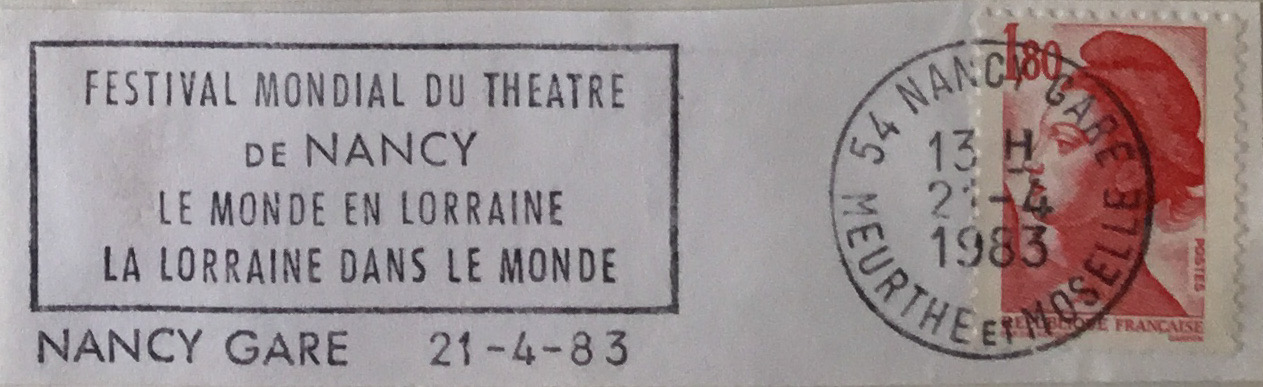 FESTIVAL MONDIAL DU THEATRE
DE NANCY
LE MONDE EN LORRAINE
LA LORRAINE DANS LE MONDE
NANCY GARE 21-4-83
54 NANCY GARE
13 H
21-4
1983
MEURTHE ET MOSELLE
1,80
POSTES
REPUBLIQUE FRANÇAISE